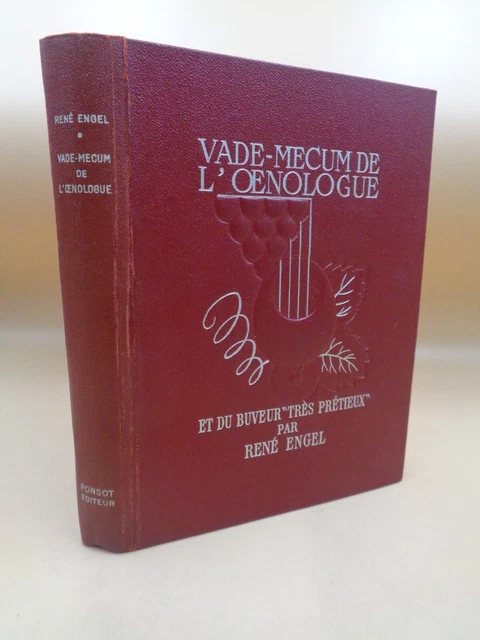 RENÉ ENGEL
VADE-MECUM
DE
L'ŒNOLOGUE
PONSOT
EDITEUR
VADE-MECUM DE
L'ŒNOLOGUE
ET DU BUVEUR "TRÈS PRÉTIEUX"
PAR
RENÉ ENGEL